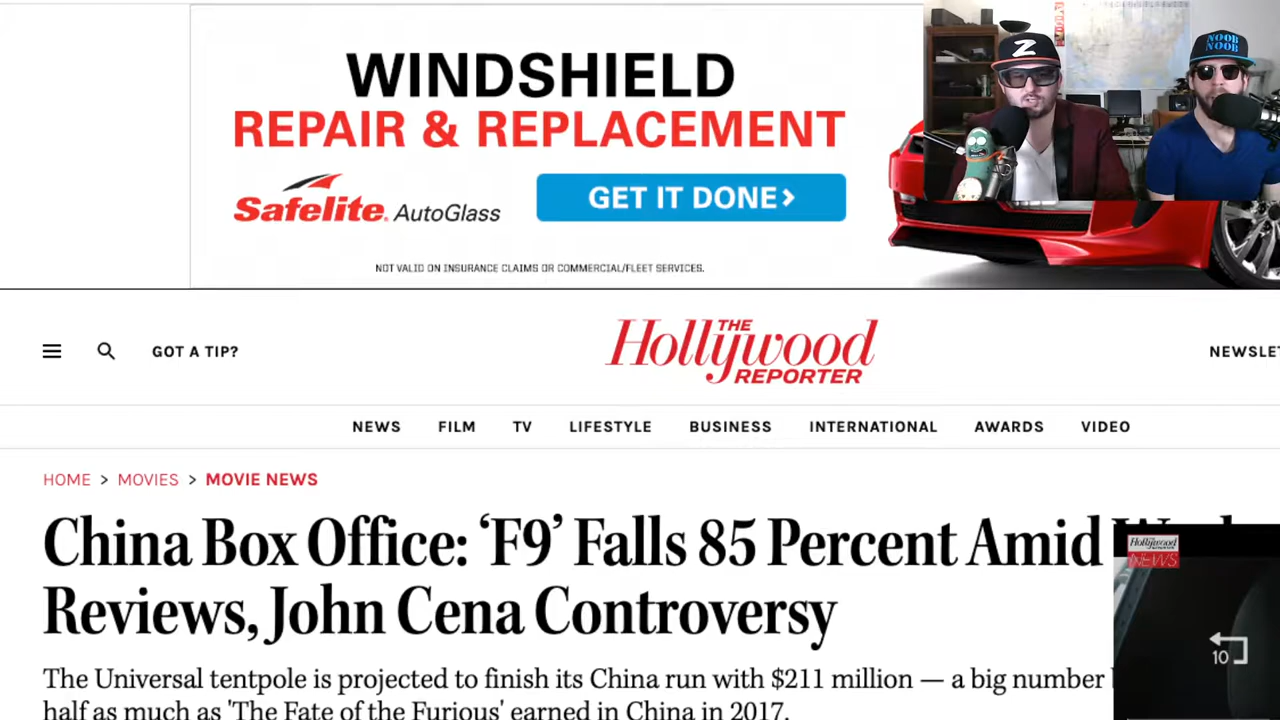 WINDSHIELD
REPAIR & REPLACEMENT
Safelite AutoGlass
GET IT DONE
NOT VALID ON INSURANCE CLAIMS OR COMMERCIAL/FLEET SERVICES.
Z
NOOB
NOOB
GOT A TIP?
THE
Hollywood
REPORTER
NEWS FILM TV LIFESTYLE BUSINESS INTERNATIONAL AWARDS VIDEO
HOME > MOVIES > MOVIE NEWS
China Box Office: ‘F9’ Falls 85 Percent Amid
Reviews, John Cena Controversy
Hollywood
NEWS
10
The Universal tentpole is projected to finish its China run with $211 million — a big number
half as much as 'The Fate of the Furious' earned in China in 2017.